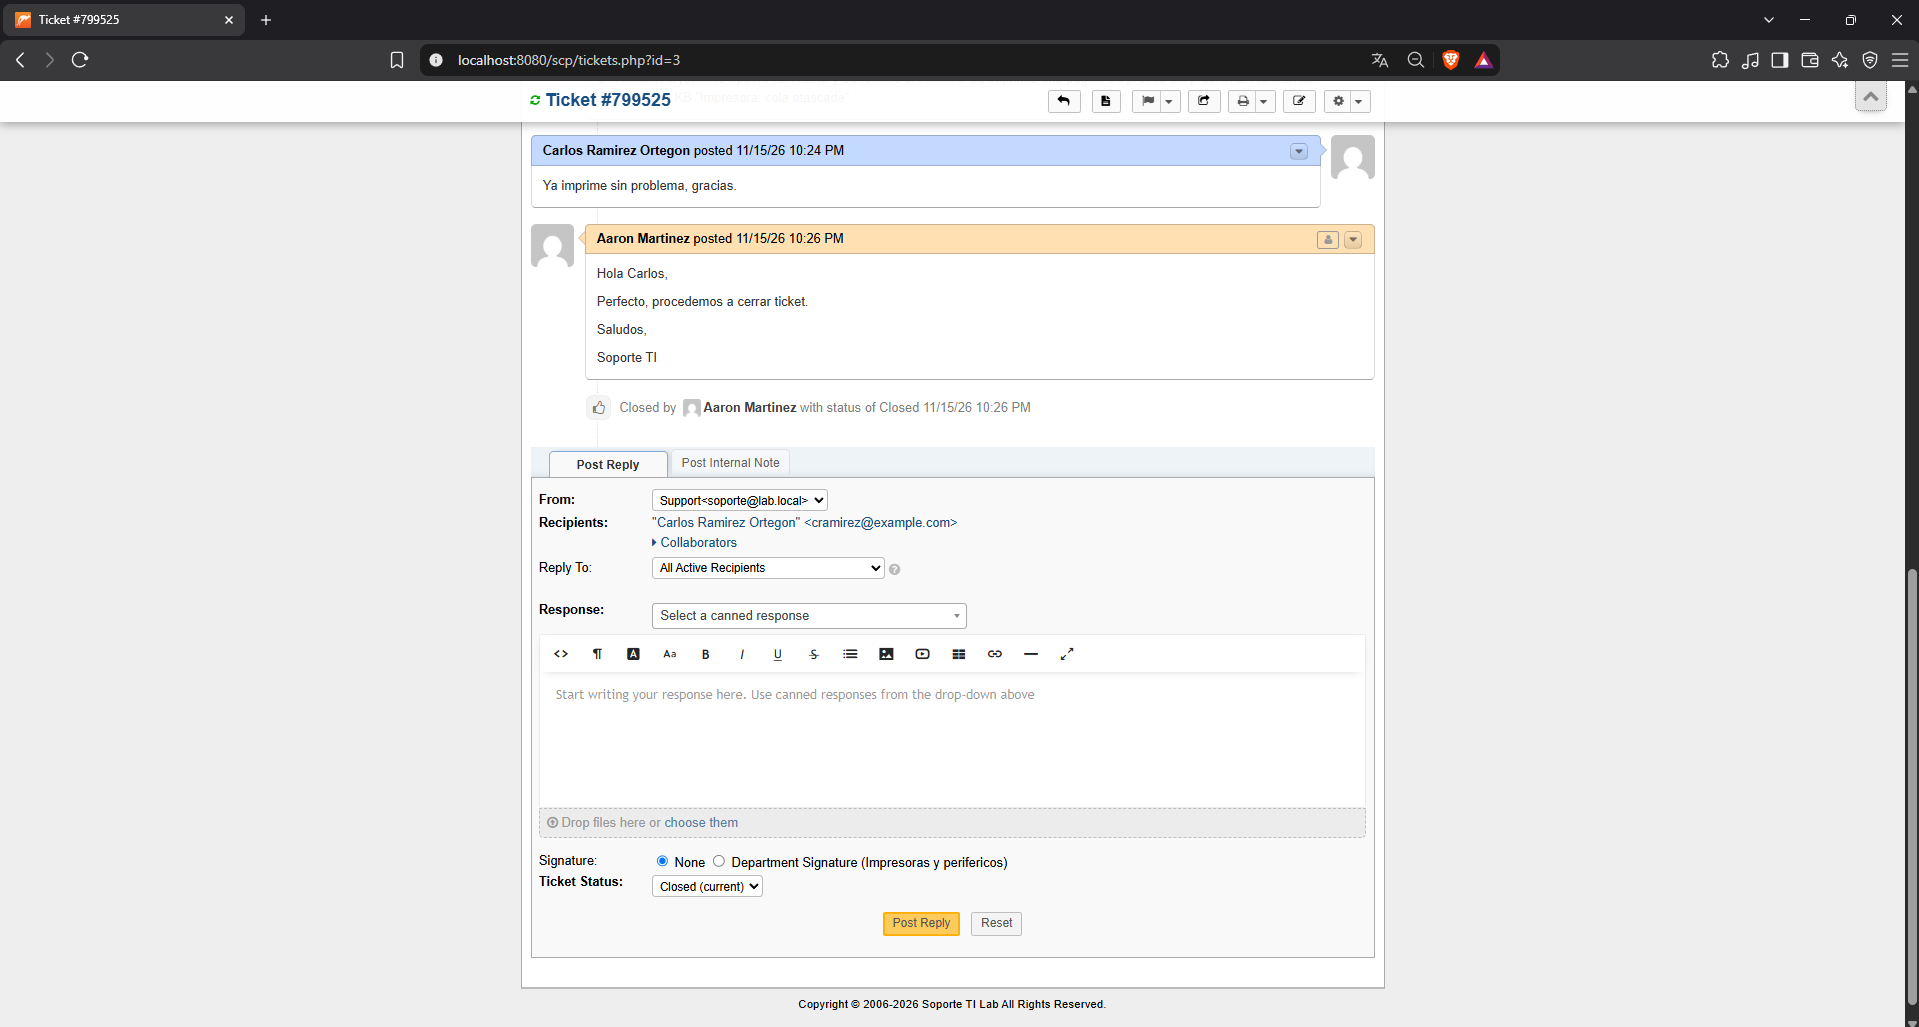 Ticket #799525
localhost:8080/scp/tickets.php?id=3
Ticket #799525
KB "Impresora: cola atascada"
Carlos Ramirez Ortegon posted 11/15/26 10:24 PM
Ya imprime sin problema, gracias.
Aaron Martinez posted 11/15/26 10:26 PM
Hola Carlos,
Perfecto, procedemos a cerrar ticket.
Saludos,
Soporte TI
Closed by Aaron Martinez with status of Closed 11/15/26 10:26 PM
Post Reply Post Internal Note
From: Support<soporte@lab.local>
Recipients: "Carlos Ramirez Ortegon" <cramirez@example.com>
Collaborators
Reply To: All Active Recipients
Response: Select a canned response
Start writing your response here. Use canned responses from the drop-down above
Drop files here or choose them
Signature: None Department Signature (Impresoras y perifericos)
Ticket Status: Closed (current)
Post Reply Reset
Copyright © 2006-2026 Soporte TI Lab All Rights Reserved.